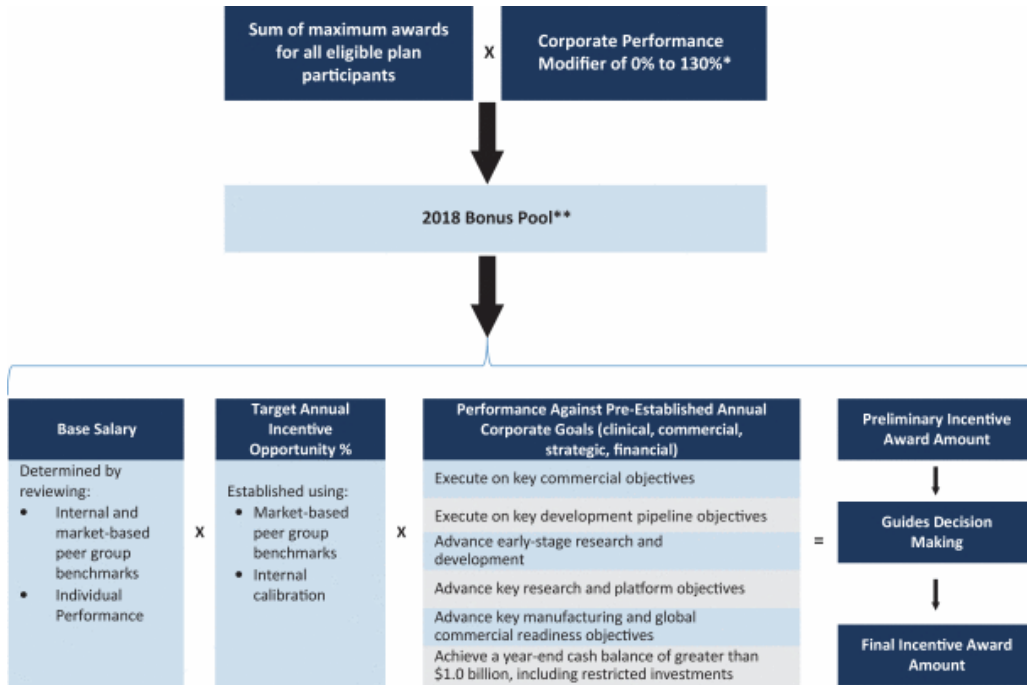 Sum of maximum awards
for all eligible plan
participants
X
Corporate Performance
Modifier of 0% to 130%*
2018 Bonus Pool**
Base Salary
Determined by
reviewing:
• Internal and
market-based
peer group
benchmarks
• Individual
Performance
X
Target Annual
Incentive
Opportunity %
Established using:
• Market-based
peer group
benchmarks
• Internal
calibration
X
Performance Against Pre-Established Annual
Corporate Goals (clinical, commercial,
strategic, financial)
Execute on key commercial objectives
Execute on key development pipeline objectives
Advance early-stage research and
development
Advance key research and platform objectives
Advance key manufacturing and global
commercial readiness objectives
Achieve a year-end cash balance of greater than
$1.0 billion, including restricted investments
=
Preliminary Incentive
Award Amount
Guides Decision
Making
Final Incentive Award
Amount